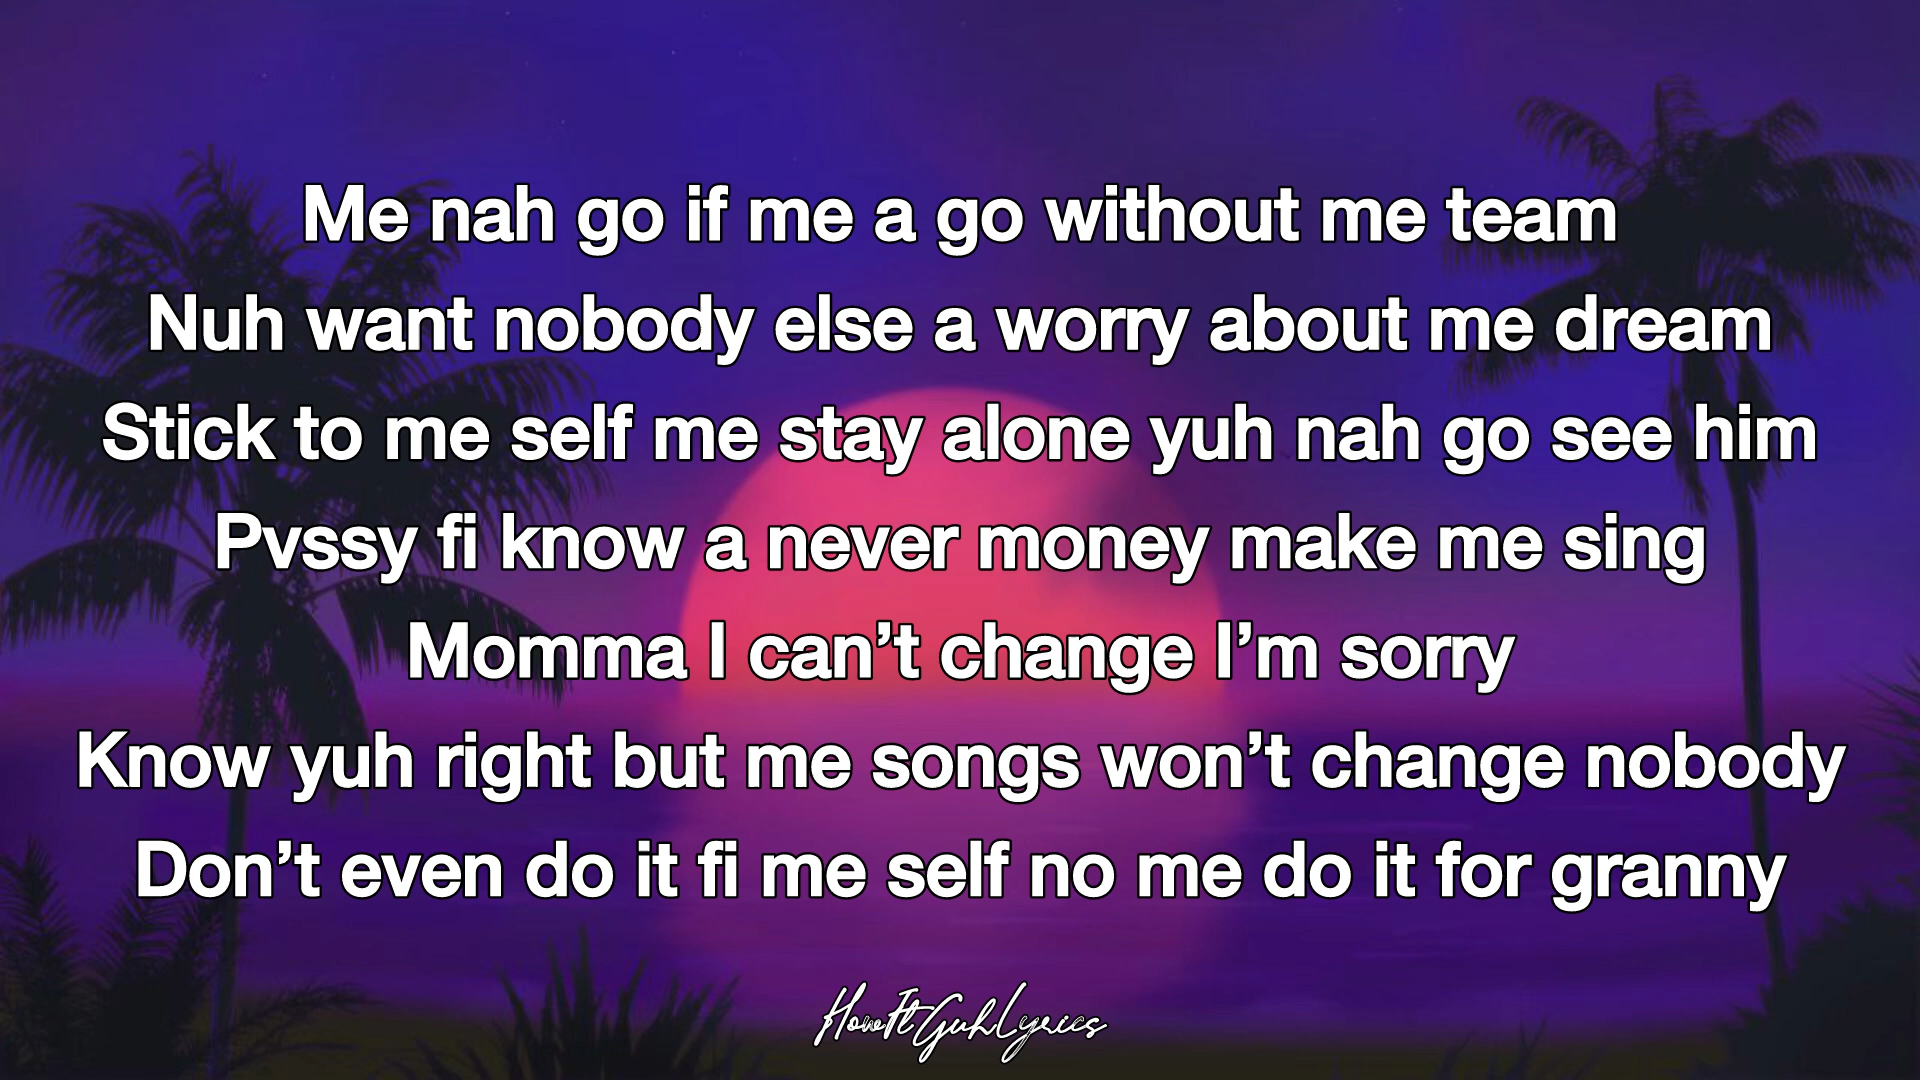 Me nah go if me a go without me team
Nuh want nobody else a worry about me dream
Stick to me self me stay alone yuh nah go see him
Pvssy fi know a never money make me sing
Momma I can’t change I’m sorry
Know yuh right but me songs won’t change nobody
Don’t even do it fi me self no me do it for granny
HowItGuhLyrics